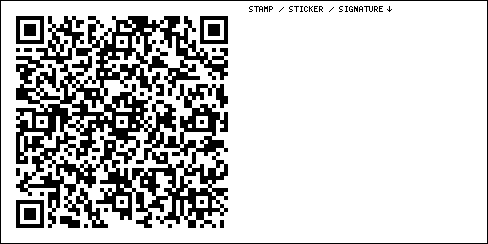 STAMP / STICKER / SIGNATURE ↓